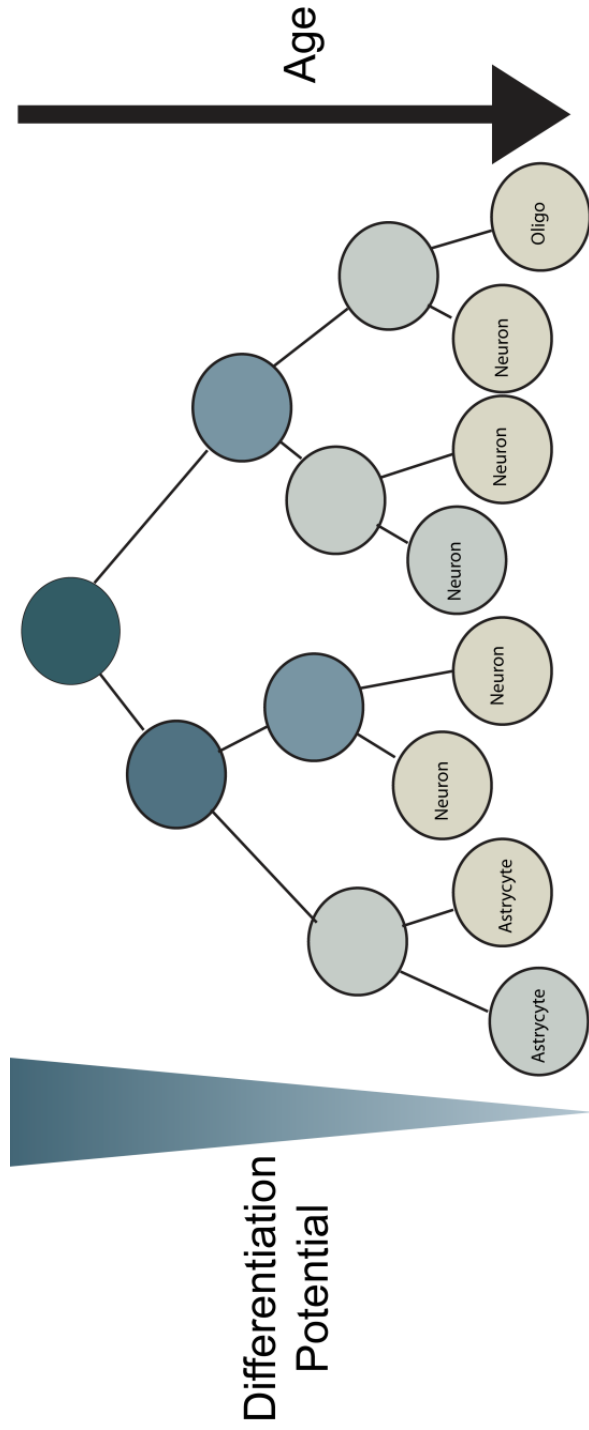 Differentiation
Potential
Age
Astrycyte
Astrycyte
Neuron
Neuron
Neuron
Neuron
Neuron
Oligo